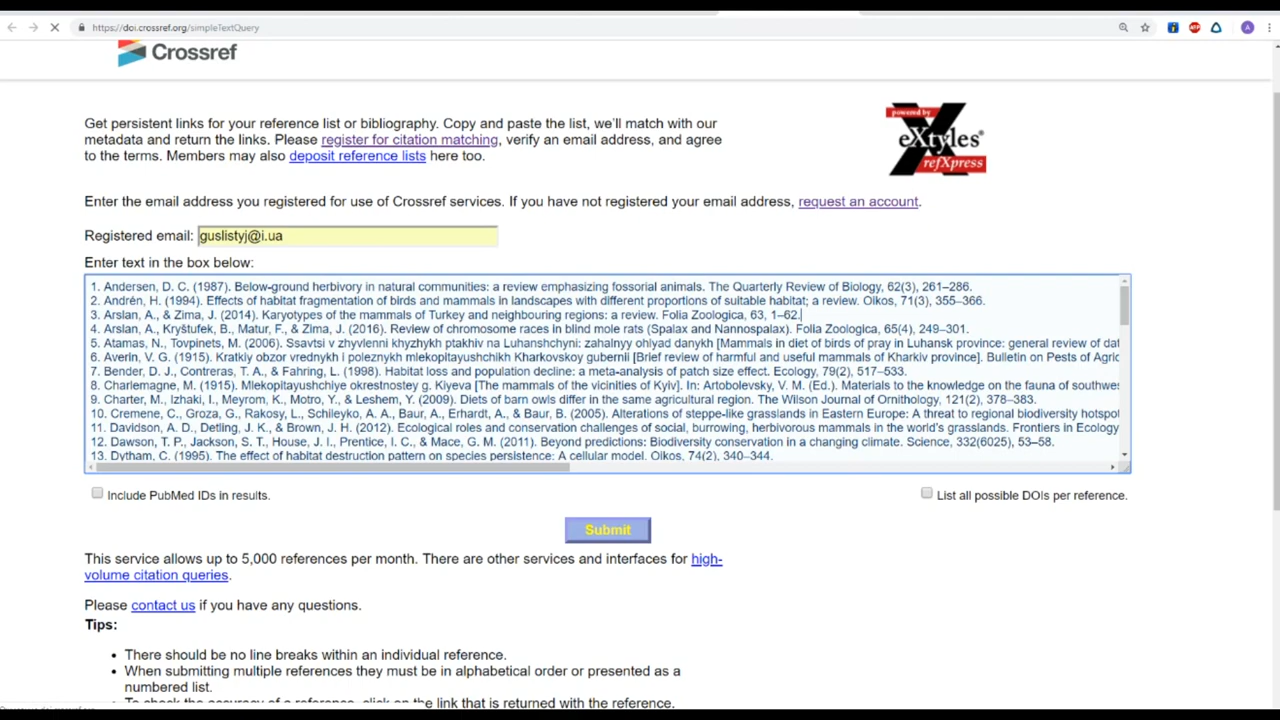 https://doi.crossref.org/simpleTextQuery
A
Crossref
Get persistent links for your reference list or bibliography. Copy and paste the list, we'll match with our
metadata and return the links. Please register for citation matching, verify an email address, and agree
to the terms. Members may also deposit reference lists here too.
powered by
eXtyles®
refXpress
Enter the email address you registered for use of Crossref services. If you have not registered your email address, request an account.
Registered email: guslistyj@i.ua
Enter text in the box below:
1. Andersen, D. C. (1987). Below-ground herbivory in natural communities: a review emphasizing fossorial animals. The Quarterly Review of Biology, 62(3), 261–286.
2. Andrén, H. (1994). Effects of habitat fragmentation of birds and mammals in landscapes with different proportions of suitable habitat; a review. Oikos, 71(3), 355–366.
3. Arslan, A., & Zima, J. (2014). Karyotypes of the mammals of Turkey and neighbouring regions: a review. Folia Zoologica, 63, 1–62.
4. Arslan, A., Kryštufek, B., Matur, F., & Zima, J. (2016). Review of chromosome races in blind mole rats (Spalax and Nannospalax). Folia Zoologica, 65(4), 249–301.
5. Atamas, N., Tovpinets, M. (2006). Ssavtsi v zhyvlenni khyzhykh ptakhiv na Luhanshchyni: zahalnyy ohlyad danykh [Mammals in diet of birds of pray in Luhansk province: general review of dat
6. Averin, V. G. (1915). Kratkiy obzor vrednykh i poleznykh mlekopitayushchikh Kharkovskoy gubernii [Brief review of harmful and useful mammals of Kharkiv province]. Bulletin on Pests of Agric
7. Bender, D. J., Contreras, T. A., & Fahring, L. (1998). Habitat loss and population decline: a meta-analysis of patch size effect. Ecology, 79(2), 517–533.
8. Charlemagne, M. (1915). Mlekopitayushchiye okrestnostey g. Kiyeva [The mammals of the vicinities of Kyiv]. In: Artobolevsky, V. M. (Ed.). Materials to the knowledge on the fauna of southwes
9. Charter, M., Izhaki, I., Meyrom, K., Motro, Y., & Leshem, Y. (2009). Diets of barn owls differ in the same agricultural region. The Wilson Journal of Ornithology, 121(2), 378–383.
10. Cremene, C., Groza, G., Rakosy, L., Schileyko, A. A., Baur, A., Erhardt, A., & Baur, B. (2005). Alterations of steppe-like grasslands in Eastern Europe: A threat to regional biodiversity hotspot
11. Davidson, A. D., Detling, J. K., & Brown, J. H. (2012). Ecological roles and conservation challenges of social, burrowing, herbivorous mammals in the world's grasslands. Frontiers in Ecology
12. Dawson, T. P., Jackson, S. T., House, J. I., Prentice, I. C., & Mace, G. M. (2011). Beyond predictions: Biodiversity conservation in a changing climate. Science, 332(6025), 53–58.
13. Dytham, C. (1995). The effect of habitat destruction pattern on species persistence: A cellular model. Oikos, 74(2), 340–344.
Include PubMed IDs in results.
List all possible DOIs per reference.
Submit
This service allows up to 5,000 references per month. There are other services and interfaces for high-
volume citation queries.
Please contact us if you have any questions.
Tips:
• There should be no line breaks within an individual reference.
• When submitting multiple references they must be in alphabetical order or presented as a
numbered list.
• To check the accuracy of a reference, click on the link that is returned with the reference.